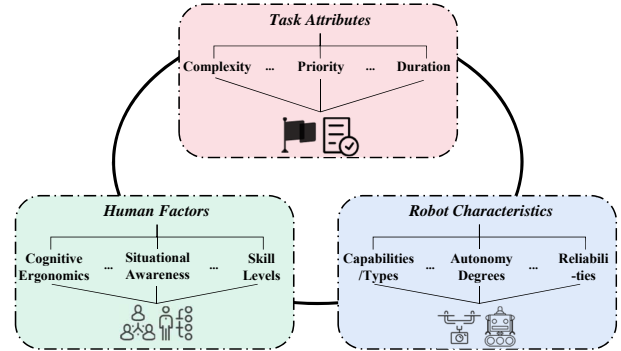 Task Attributes
Complexity ... Priority ... Duration
Human Factors
Cognitive Ergonomics ... Situational Awareness ... Skill Levels
Robot Characteristics
Capabilities /Types ... Autonomy Degrees ... Reliabili -ties